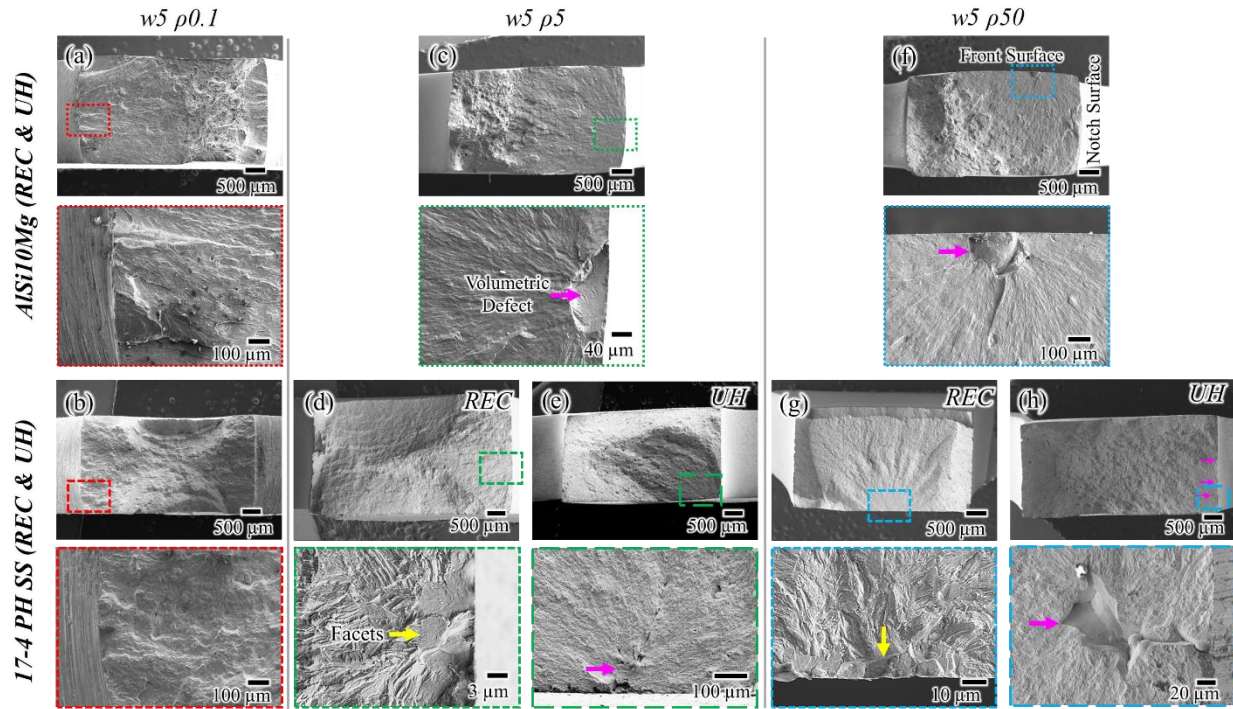 w5 ρ0.1
w5 ρ5
w5 ρ50
AlSi10Mg (REC & UH)
(a)
500 µm
(c)
500 µm
(f)
Front Surface
Notch Surface
500 µm
100 µm
Volumetric
Defect
40 µm
100 µm
17-4 PH SS (REC & UH)
(b)
500 µm
(d)
REC
500 µm
(e)
UH
500 µm
(g)
REC
500 µm
(h)
UH
500 µm
100 µm
Facets
3 µm
100 µm
10 µm
20 µm